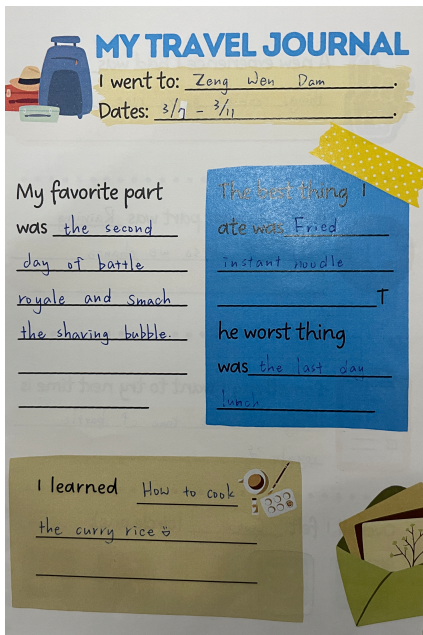 MY TRAVEL JOURNAL
I went to: Zeng Wen Dam.
Dates: 3/7 - 3/11.
My favorite part
was the second
day of battle
royale and smach
the shaving bubble.
The best thing I
ate was Fried
instant noodle
T
he worst thing
was the last day
lunch
I learned How to cook
the curry rice